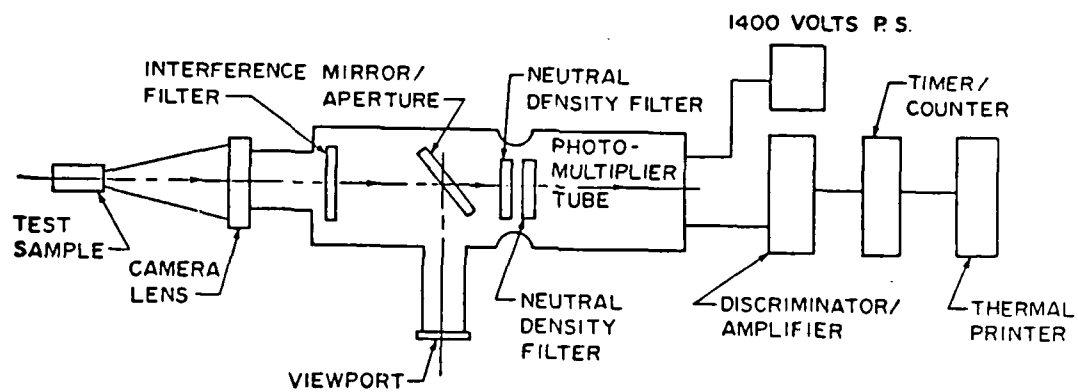 1400 VOLTS P. S.
INTERFERENCE
FILTER
MIRROR/
APERTURE
NEUTRAL
DENSITY FILTER
TIMER/
COUNTER
PHOTO-
MULTIPLIER
TUBE
TEST
SAMPLE
CAMERA
LENS
VIEWPORT
NEUTRAL
DENSITY
FILTER
DISCRIMINATOR/
AMPLIFIER
THERMAL
PRINTER